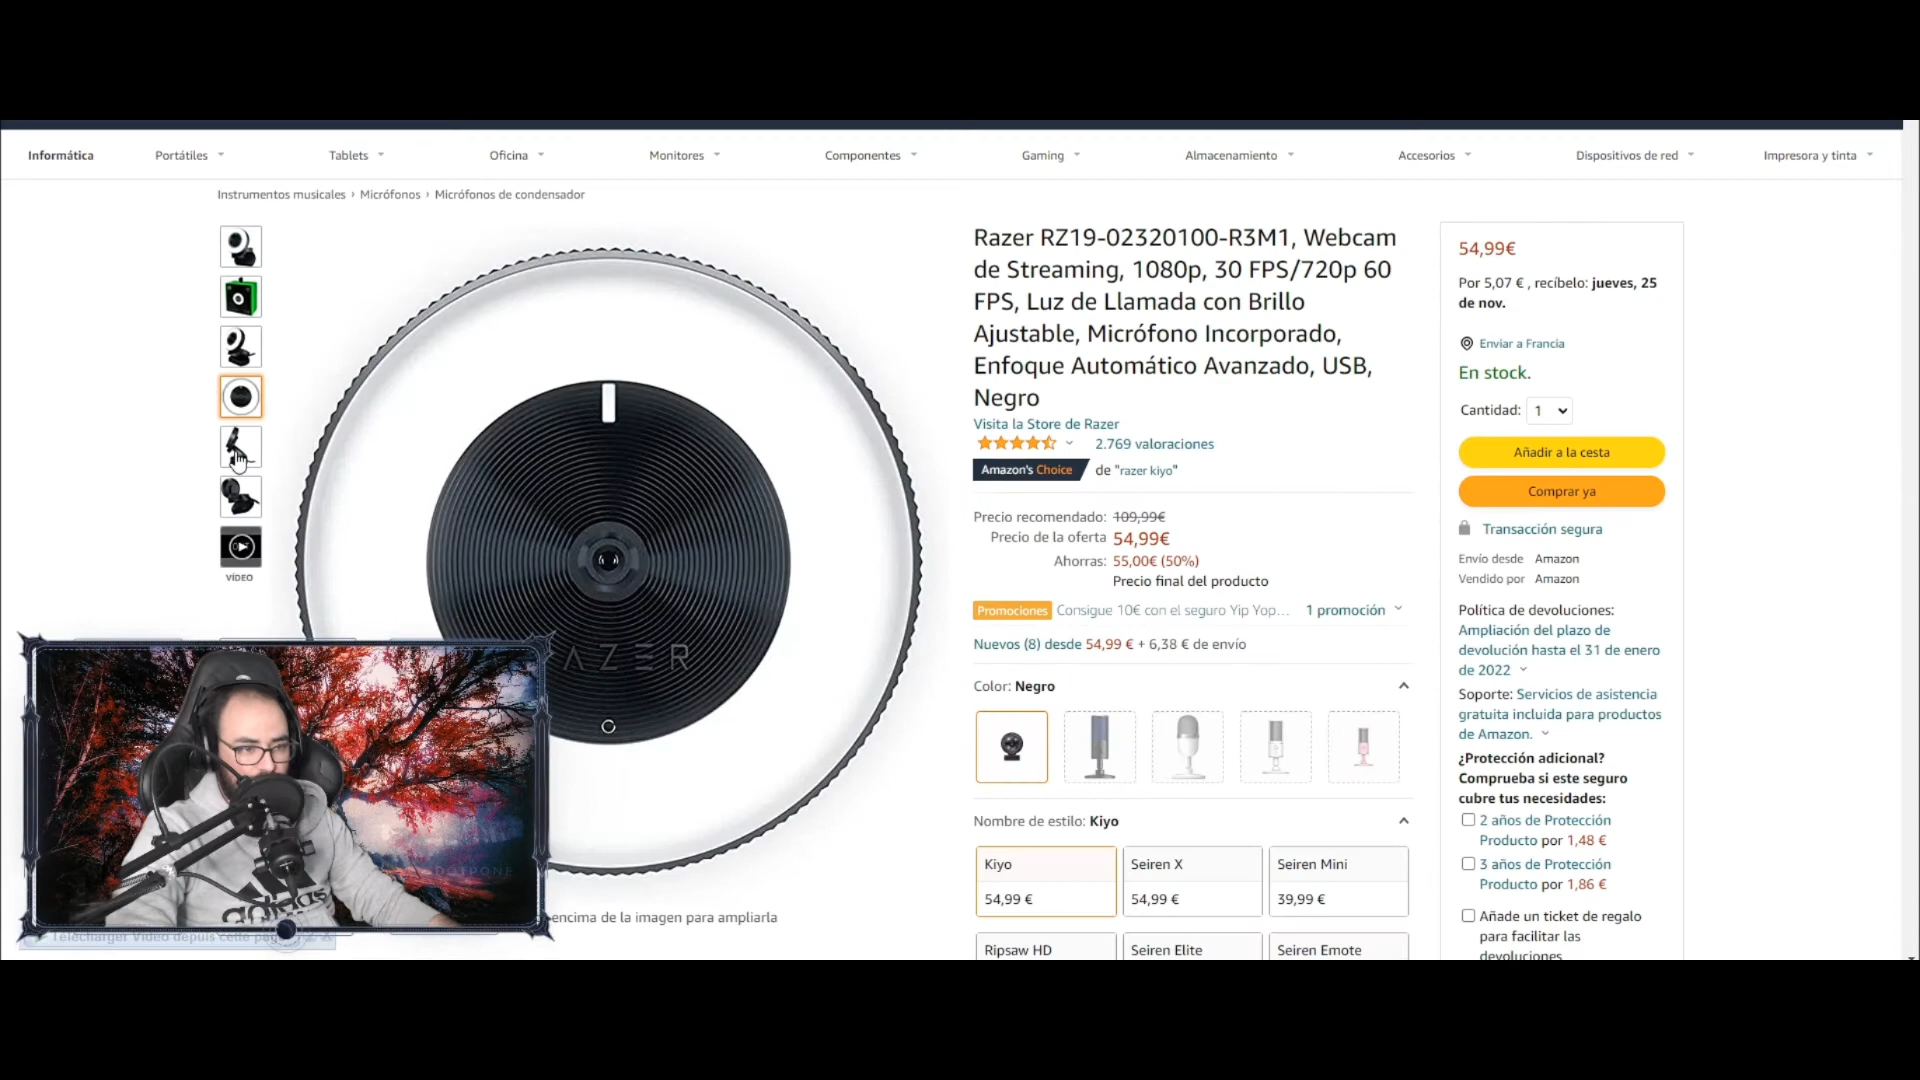 Informática
Portátiles
Tablets
Oficina
Monitores
Componentes
Gaming
Almacenamiento
Accesorios
Dispositivos de red
Impresora y tinta
Instrumentos musicales › Micrófonos › Micrófonos de condensador
VÍDEO
AZER
adidas
DOTPONE
Télécharger Vidéo depuis cette
encima de la imagen para ampliarla
Razer RZ19-02320100-R3M1, Webcam
de Streaming, 1080p, 30 FPS/720p 60
FPS, Luz de Llamada con Brillo
Ajustable, Micrófono Incorporado,
Enfoque Automático Avanzado, USB,
Negro
Visita la Store de Razer
2.769 valoraciones
Amazon's Choice de "razer kiyo"
Precio recomendado: 109,99€
Precio de la oferta 54,99€
Ahorras: 55,00€ (50%)
Precio final del producto
Promociones Consigue 10€ con el seguro Yip Yop… 1 promoción
Nuevos (8) desde 54,99 € + 6,38 € de envío
Color: Negro
Nombre de estilo: Kiyo
Kiyo
54,99 €
Seiren X
54,99 €
Seiren Mini
39,99 €
Ripsaw HD
Seiren Elite
Seiren Emote
54,99€
Por 5,07 € , recíbelo: jueves, 25
de nov.
Enviar a Francia
En stock.
Cantidad: 1
Añadir a la cesta
Comprar ya
Transacción segura
Envío desde Amazon
Vendido por Amazon
Política de devoluciones:
Ampliación del plazo de
devolución hasta el 31 de enero
de 2022
Soporte: Servicios de asistencia
gratuita incluida para productos
de Amazon.
¿Protección adicional?
Comprueba si este seguro
cubre tus necesidades:
2 años de Protección
Producto por 1,48 €
3 años de Protección
Producto por 1,86 €
Añade un ticket de regalo
para facilitar las
devoluciones